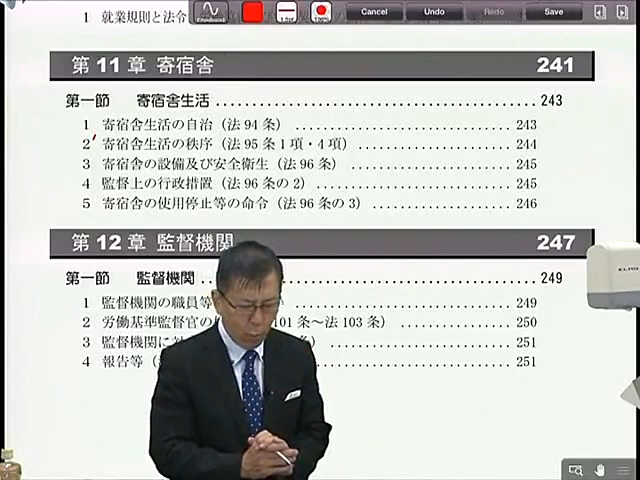 Freehand 1.5pt 100% Cancel Undo Redo Save
1 就業規則と法令
第 11 章 寄宿舎 241
第一節 寄宿舎生活 243
1 寄宿舎生活の自治（法 94 条） 243
2 寄宿舎生活の秩序（法 95 条 1 項・4 項） 244
3 寄宿舎の設備及び安全衛生（法 96 条） 245
4 監督上の行政措置（法 96 条の 2） 245
5 寄宿舎の使用停止等の命令（法 96 条の 3） 246
第 12 章 監督機関 247
第一節 監督機関 249
1 監督機関の職員等 249
2 労働基準監督官の 101 条～法 103 条） 250
3 監督機関に 条） 251
4 報告等 251
ELMO